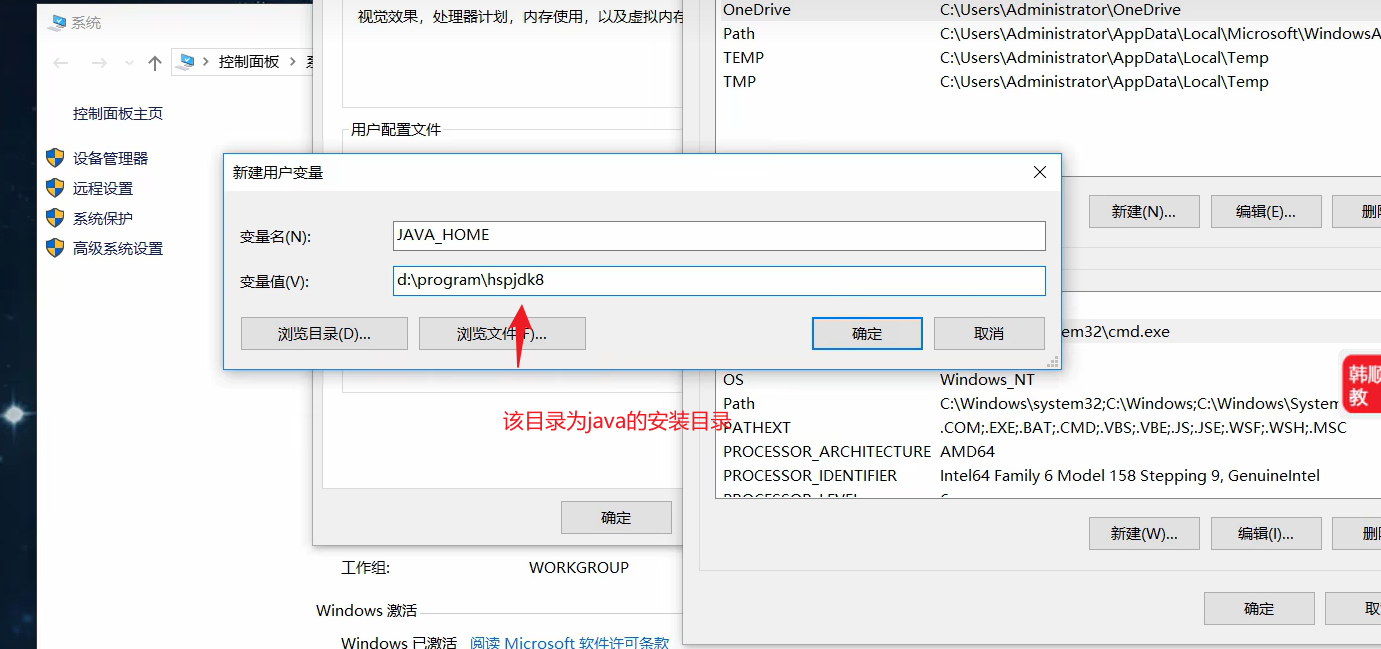 系统
控制面板
控制面板主页
设备管理器
远程设置
系统保护
高级系统设置
视觉效果，处理器计划，内存使用，以及虚拟内存
用户配置文件
OneDrive C:\Users\Administrator\OneDrive
Path C:\Users\Administrator\AppData\Local\Microsoft\WindowsA
TEMP C:\Users\Administrator\AppData\Local\Temp
TMP C:\Users\Administrator\AppData\Local\Temp
新建(N)... 编辑(E)...
新建用户变量
变量名(N): JAVA_HOME
变量值(V): d:\program\hspjdk8
浏览目录(D)... 浏览文件(F)... 确定 取消
该目录为java的安装目录
em32\cmd.exe
OS Windows_NT
Path C:\Windows\system32;C:\Windows;C:\Windows\System
PATHEXT .COM;.EXE;.BAT;.CMD;.VBS;.VBE;.JS;.JSE;.WSF;.WSH;.MSC
PROCESSOR_ARCHITECTURE AMD64
PROCESSOR_IDENTIFIER Intel64 Family 6 Model 158 Stepping 9, GenuineIntel
韩顺
教
新建(W)... 编辑(I)...
确定
确定 取
工作组: WORKGROUP
Windows 激活
Windows 已激活 阅读 Microsoft 软件许可条款